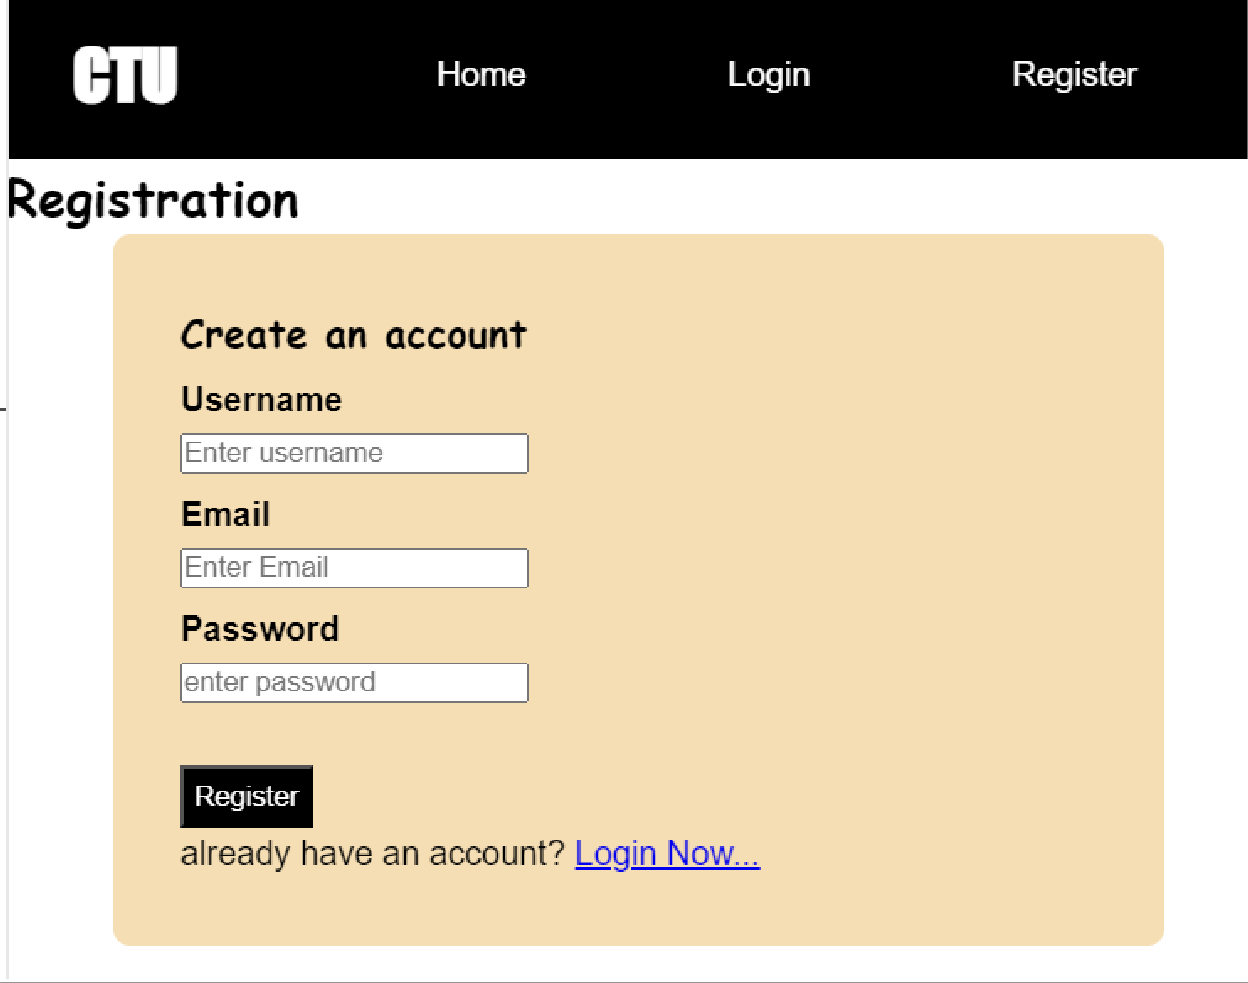 CTU Home Login Register
Registration
Create an account
Username
Enter username
Email
Enter Email
Password
enter password
Register
already have an account? Login Now...